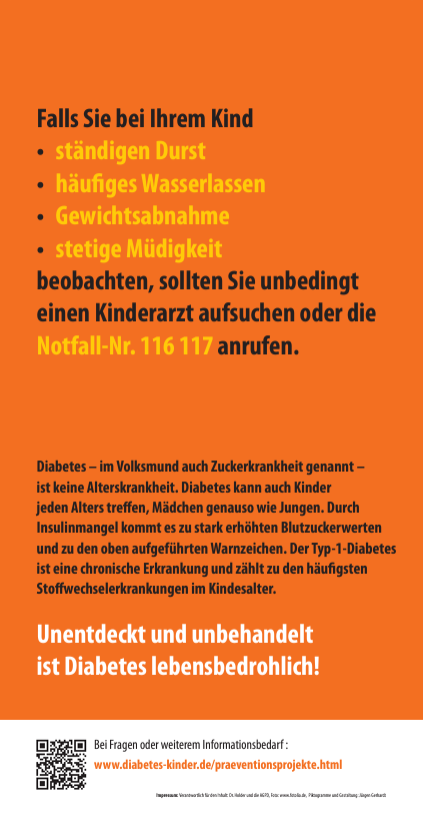 Falls Sie bei Ihrem Kind
• ständigen Durst
• häufiges Wasserlassen
• Gewichtsabnahme
• stetige Müdigkeit
beobachten, sollten Sie unbedingt
einen Kinderarzt aufsuchen oder die
Notfall-Nr. 116 117 anrufen.
Diabetes – im Volksmund auch Zuckerkrankheit genannt –
ist keine Alterskrankheit. Diabetes kann auch Kinder
jeden Alters treffen, Mädchen genauso wie Jungen. Durch
Insulinmangel kommt es zu stark erhöhten Blutzuckerwerten
und zu den oben aufgeführten Warnzeichen. Der Typ-1-Diabetes
ist eine chronische Erkrankung und zählt zu den häufigsten
Stoffwechselerkrankungen im Kindesalter.
Unentdeckt und unbehandelt
ist Diabetes lebensbedrohlich!
Bei Fragen oder weiterem Informationsbedarf :
www.diabetes-kinder.de/praeventionsprojekte.html
Impressum: Verantwortlich für den Inhalt: Dr. Holder und die AGPD, Foto: www.fotolia.de, Piktogramme und Gestaltung: Jürgen Gerhardt